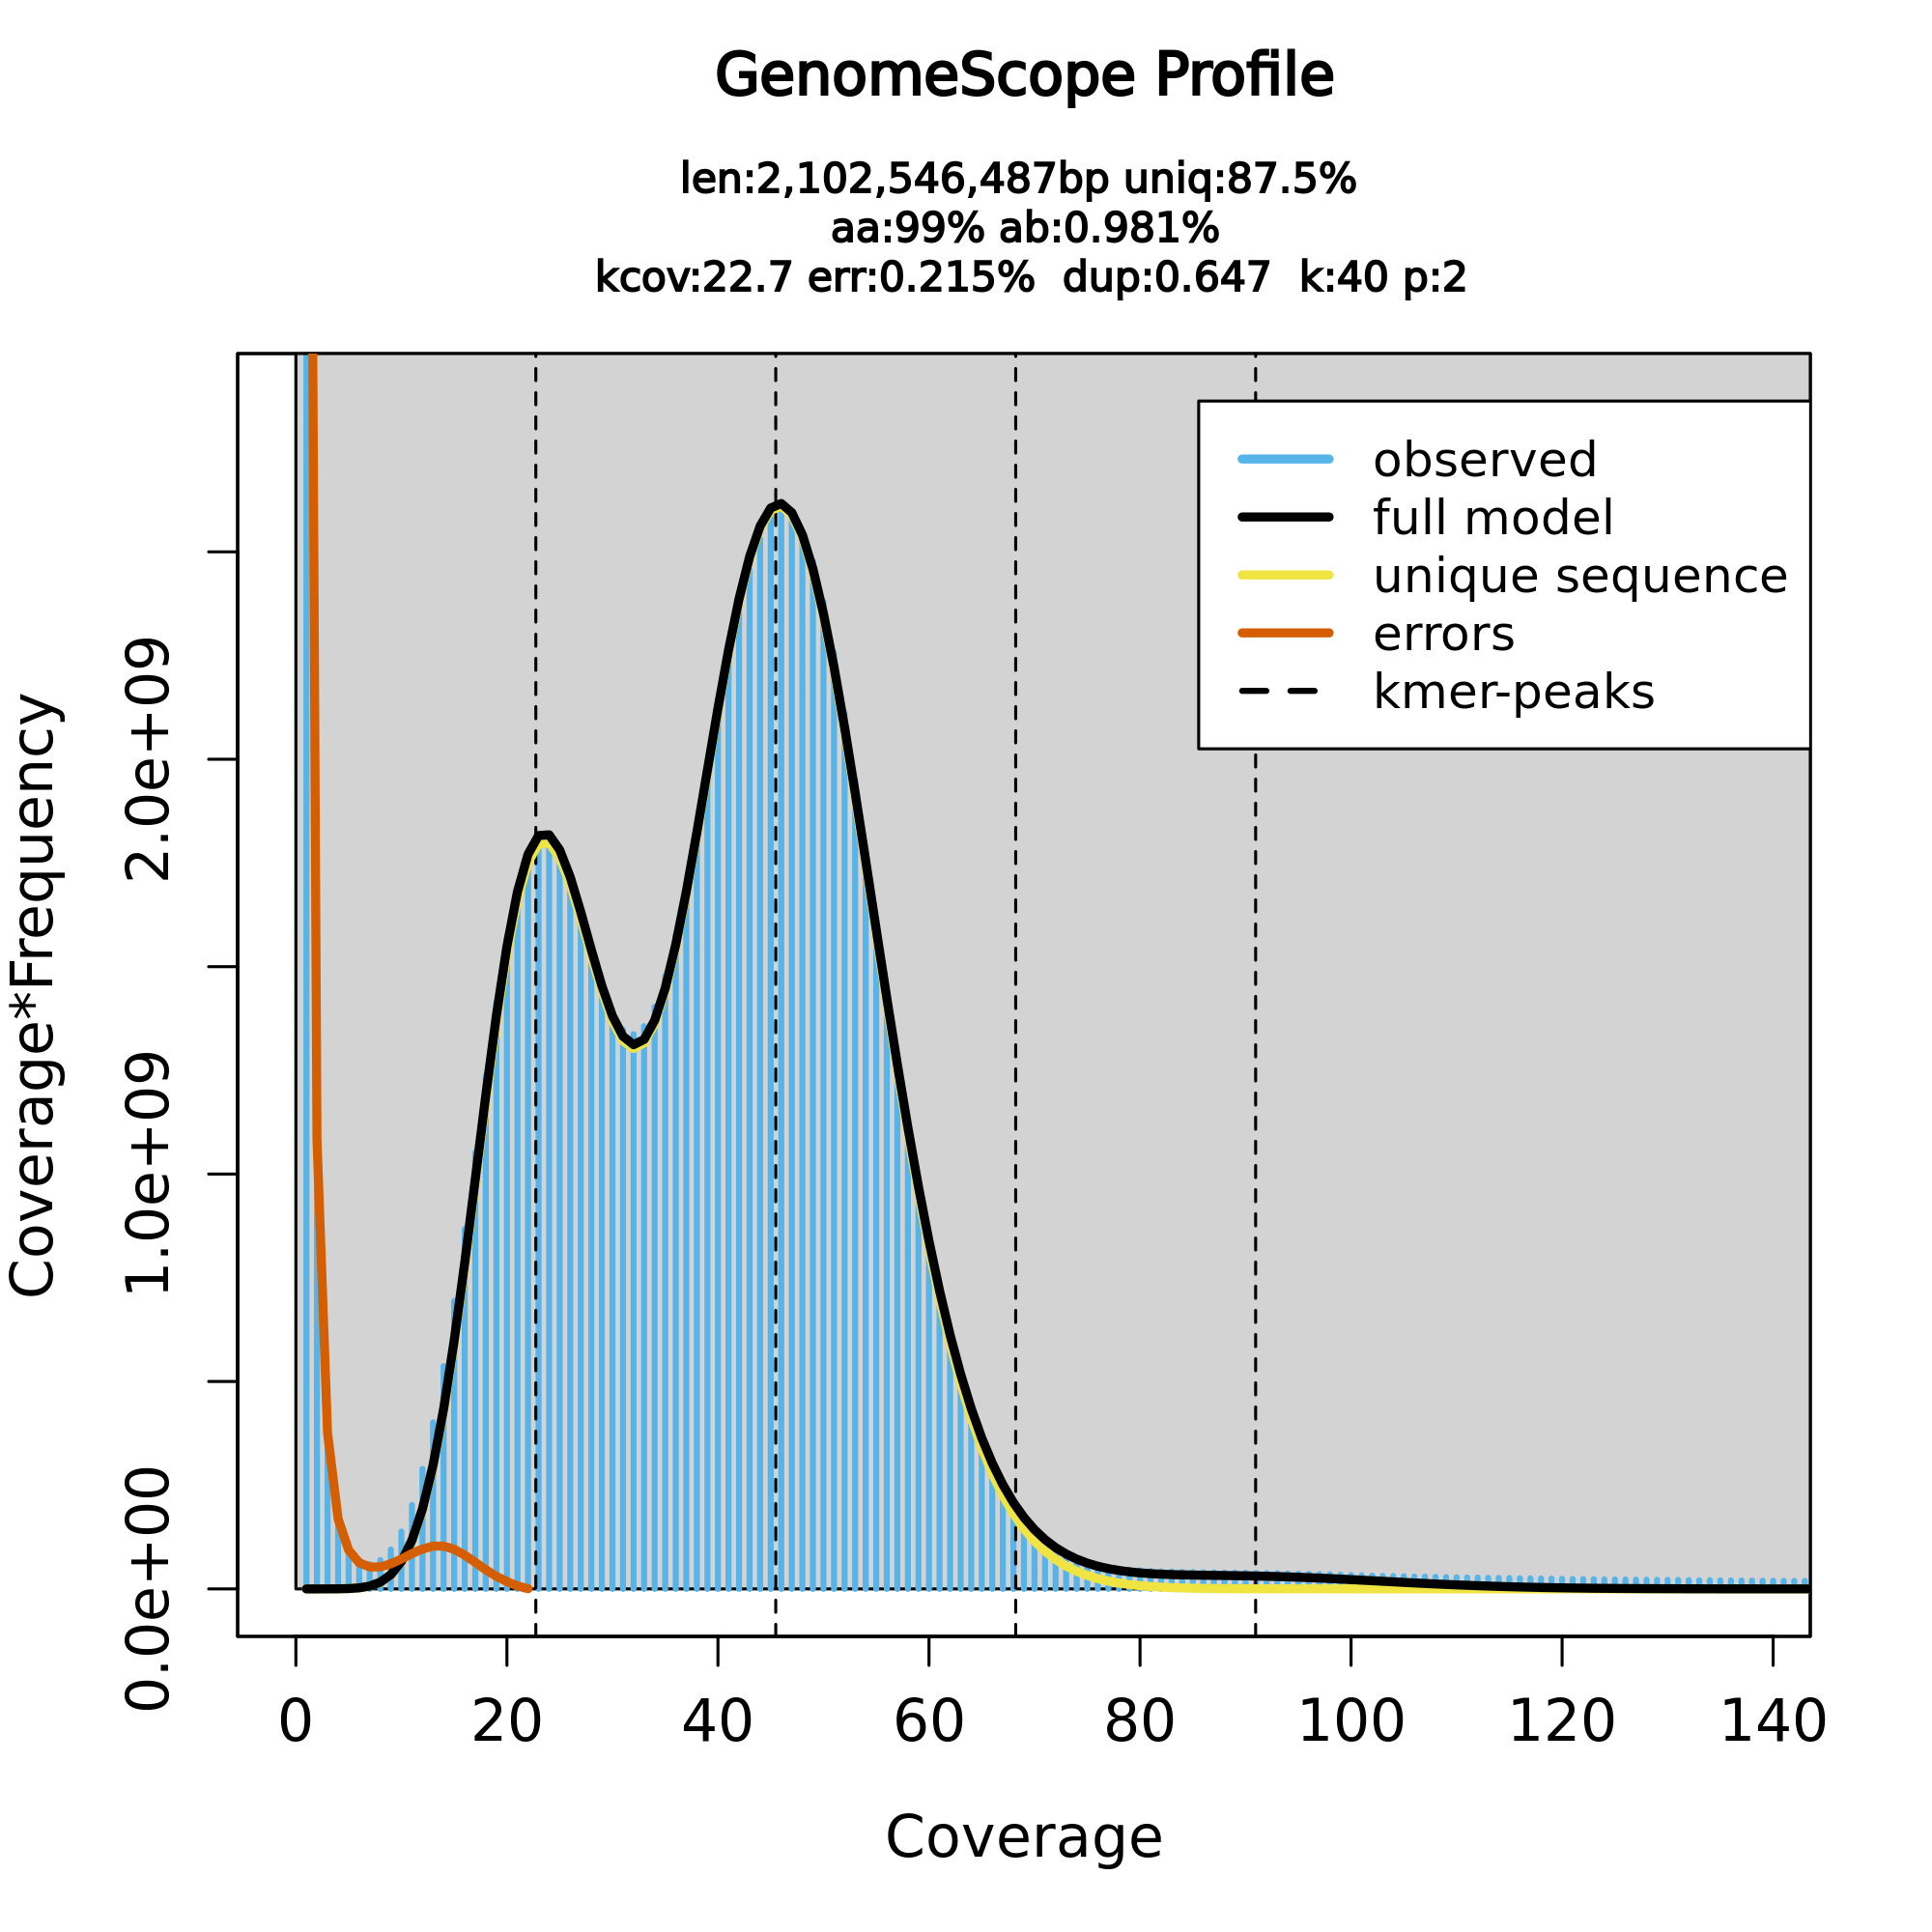 GenomeScope Profile
len:2,102,546,487bp uniq:87.5%
aa:99% ab:0.981%
kcov:22.7 err:0.215% dup:0.647 k:40 p:2
observed
full model
unique sequence
errors
kmer-peaks
Coverage*Frequency
2.0e+09
1.0e+09
0.0e+00
0 20 40 60 80 100 120 140
Coverage